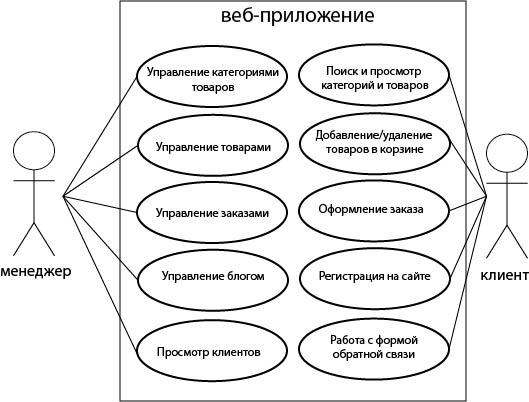 веб-приложение
Управление категориями
товаров
Поиск и просмотр
категорий и товаров
Управление товарами
Добавление/удаление
товаров в корзине
Управление заказами
Оформление заказа
менеджер
клиент
Управление блогом
Регистрация на сайте
Просмотр клиентов
Работа с формой
обратной связи